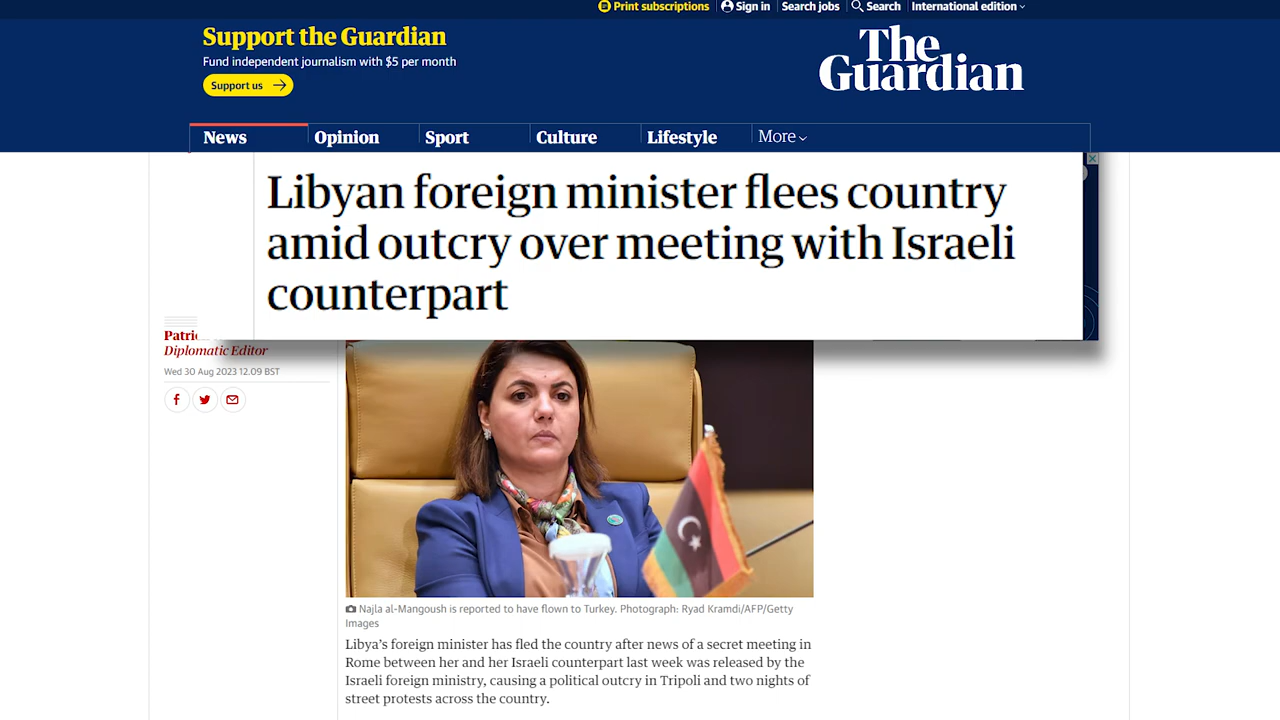 Print subscriptions
Sign in
Search jobs
Search
International edition
Support the Guardian
Fund independent journalism with $5 per month
Support us
The
Guardian
News
Opinion
Sport
Culture
Lifestyle
More
Libyan foreign minister flees country
amid outcry over meeting with Israeli
counterpart
Diplomatic Editor
Wed 30 Aug 2023 12.09 BST
Najla al-Mangoush is reported to have flown to Turkey. Photograph: Ryad Kramdi/AFP/Getty
Images
Libya's foreign minister has fled the country after news of a secret meeting in
Rome between her and her Israeli counterpart last week was released by the
Israeli foreign ministry, causing a political outcry in Tripoli and two nights of
street protests across the country.